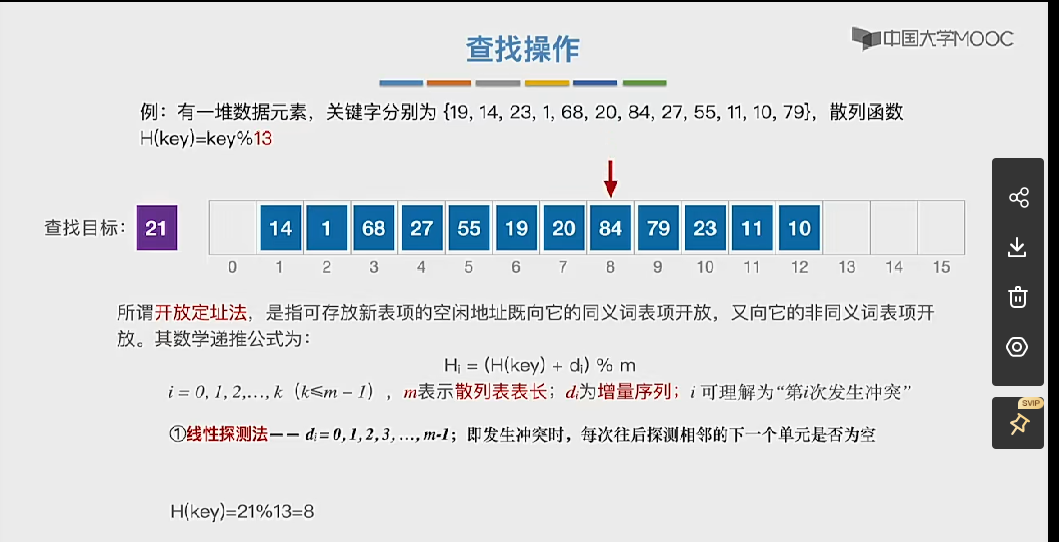 查找操作
中国大学MOOC
例：有一堆数据元素，关键字分别为 {19, 14, 23, 1, 68, 20, 84, 27, 55, 11, 10, 79}，散列函数
H(key)=key%13
查找目标： 21
14 1 68 27 55 19 20 84 79 23 11 10
0 1 2 3 4 5 6 7 8 9 10 11 12 13 14 15
所谓开放定址法，是指可存放新表项的空闲地址既向它的同义词表项开放，又向它的非同义词表项开
放。其数学递推公式为：
Hᵢ = (H(key) + dᵢ) % m
i = 0, 1, 2,…, k（k≤m – 1），m表示散列表表长；dᵢ为增量序列；i 可理解为“第i次发生冲突”
①线性探测法—— dᵢ = 0, 1, 2, 3, …, m-1；即发生冲突时，每次往后探测相邻的下一个单元是否为空
H(key)=21%13=8
SVIP